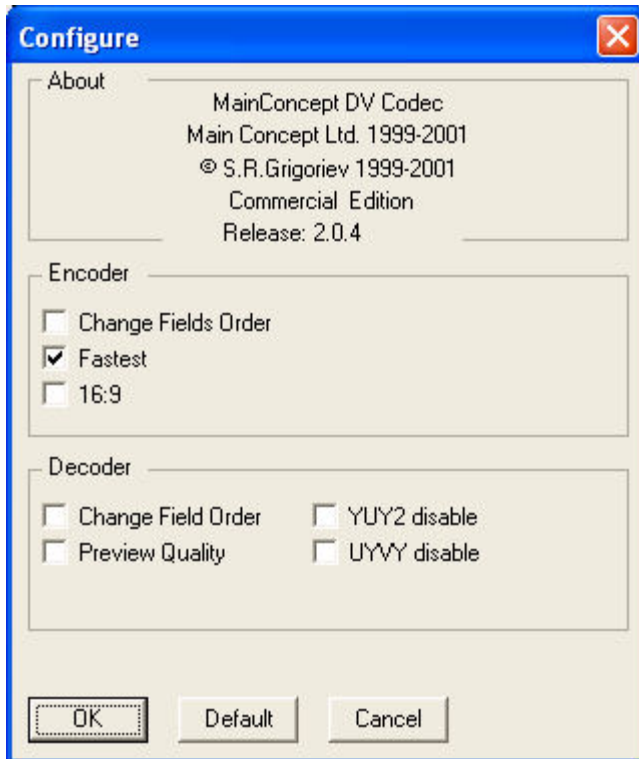 Configure
About
MainConcept DV Codec
Main Concept Ltd. 1999-2001
© S.R.Grigoriev 1999-2001
Commercial Edition
Release: 2.0.4
Encoder
Change Fields Order
Fastest
16:9
Decoder
Change Field Order YUY2 disable
Preview Quality UYVY disable
OK Default Cancel